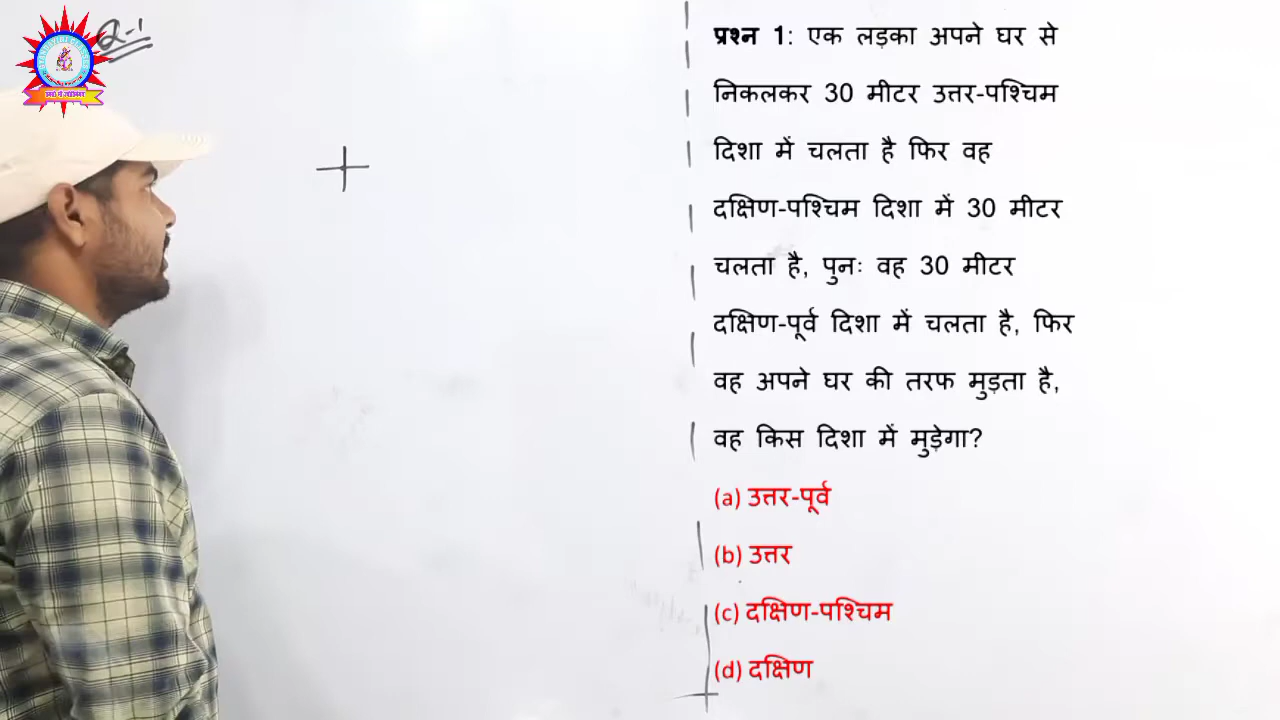 Q-1
प्रश्न 1: एक लड़का अपने घर से
निकलकर 30 मीटर उत्तर-पश्चिम
दिशा में चलता है फिर वह
दक्षिण-पश्चिम दिशा में 30 मीटर
चलता है, पुनः वह 30 मीटर
दक्षिण-पूर्व दिशा में चलता है, फिर
वह अपने घर की तरफ मुड़ता है,
वह किस दिशा में मुड़ेगा?
(a) उत्तर-पूर्व
(b) उत्तर
(c) दक्षिण-पश्चिम
(d) दक्षिण